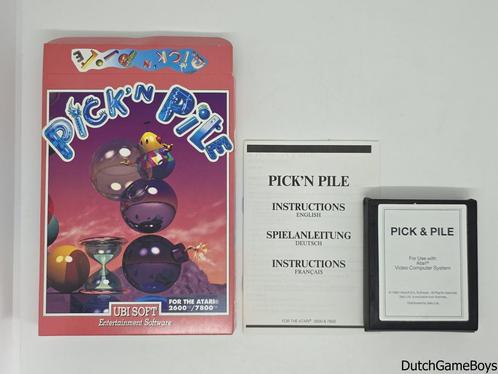 PICK'N PILE
PICK'N PILE
UBI SOFT
Entertainment Software
FOR THE ATARI®
2600™/7800™
PICK'N PILE
INSTRUCTIONS
ENGLISH
SPIELANLEITUNG
DEUTSCH
INSTRUCTIONS
FRANÇAIS
FOR THE ATARI® 2600 & 7800
PICK & PILE
For Use with
Atari®
Video Computer System
DutchGameBoys